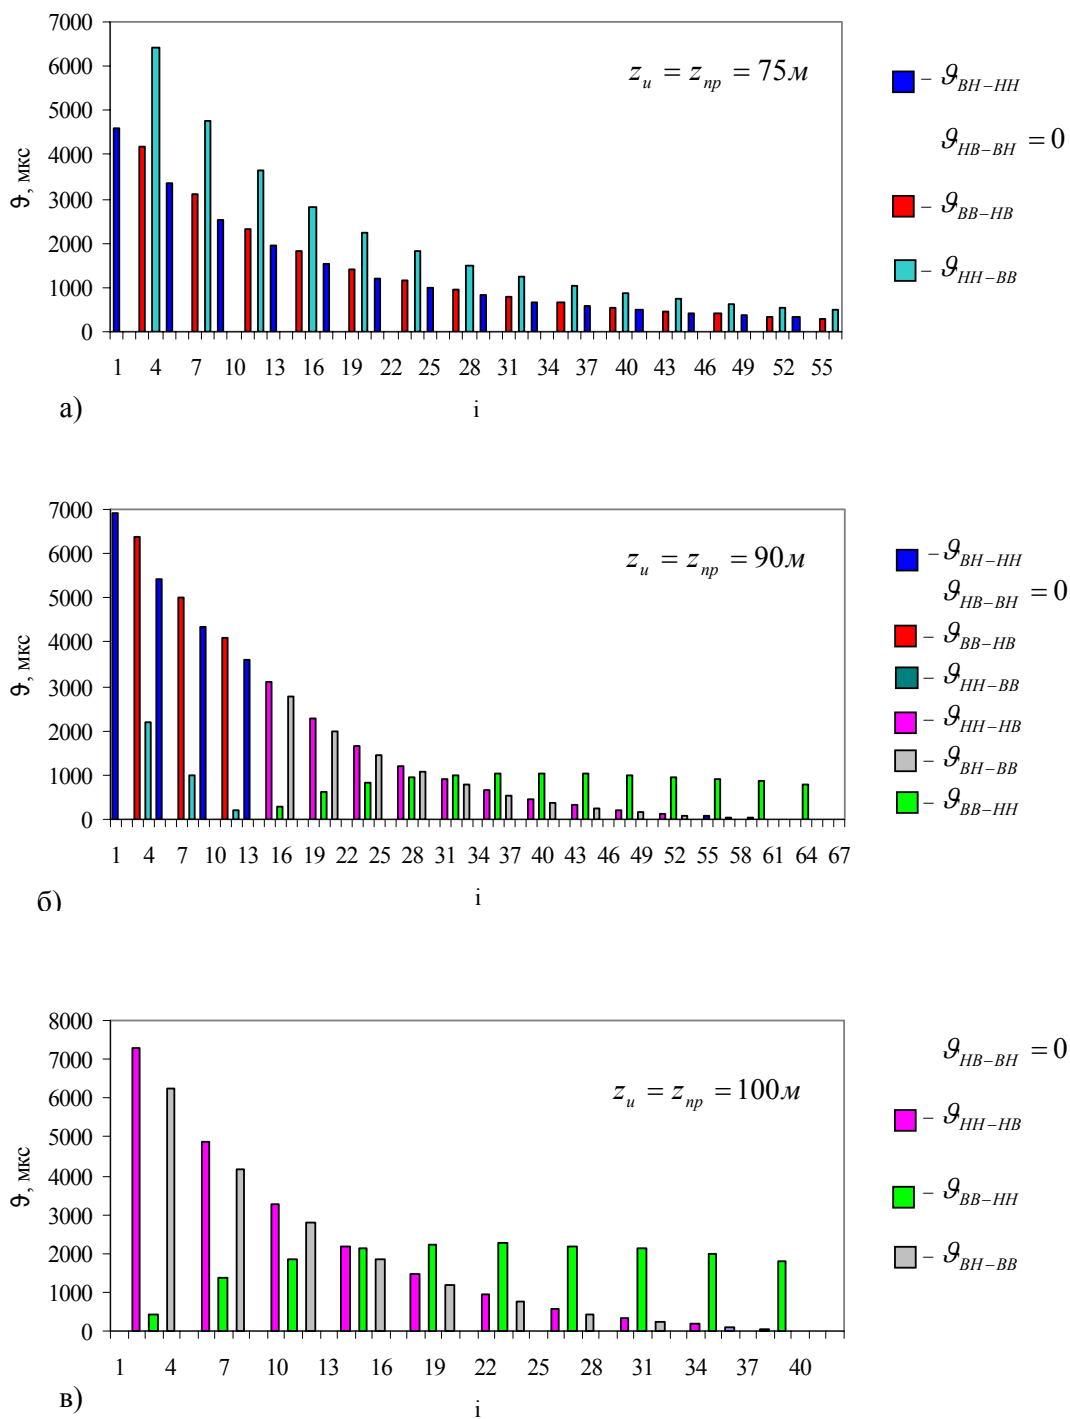 7000
6000
5000
4000
3000
2000
1000
0
ϑ, мкс
z_и = z_пр = 75м
1 4 7 10 13 16 19 22 25 28 31 34 37 40 43 46 49 52 55
i
а)
– ϑ_ВН–НН
ϑ_НВ–ВН = 0
– ϑ_ВВ–НВ
– ϑ_НН–ВВ
7000
6000
5000
4000
3000
2000
1000
0
ϑ, мкс
z_и = z_пр = 90м
1 4 7 10 13 16 19 22 25 28 31 34 37 40 43 46 49 52 55 58 61 64 67
i
б)
– ϑ_ВН–НН
ϑ_НВ–ВН = 0
– ϑ_ВВ–НВ
– ϑ_НН–ВВ
– ϑ_НН–НВ
– ϑ_ВН–ВВ
– ϑ_ВВ–НН
8000
7000
6000
5000
4000
3000
2000
1000
0
ϑ, мкс
z_и = z_пр = 100м
1 4 7 10 13 16 19 22 25 28 31 34 37 40
i
в)
ϑ_НВ–ВН = 0
– ϑ_НН–НВ
– ϑ_ВВ–НН
– ϑ_ВН–ВВ